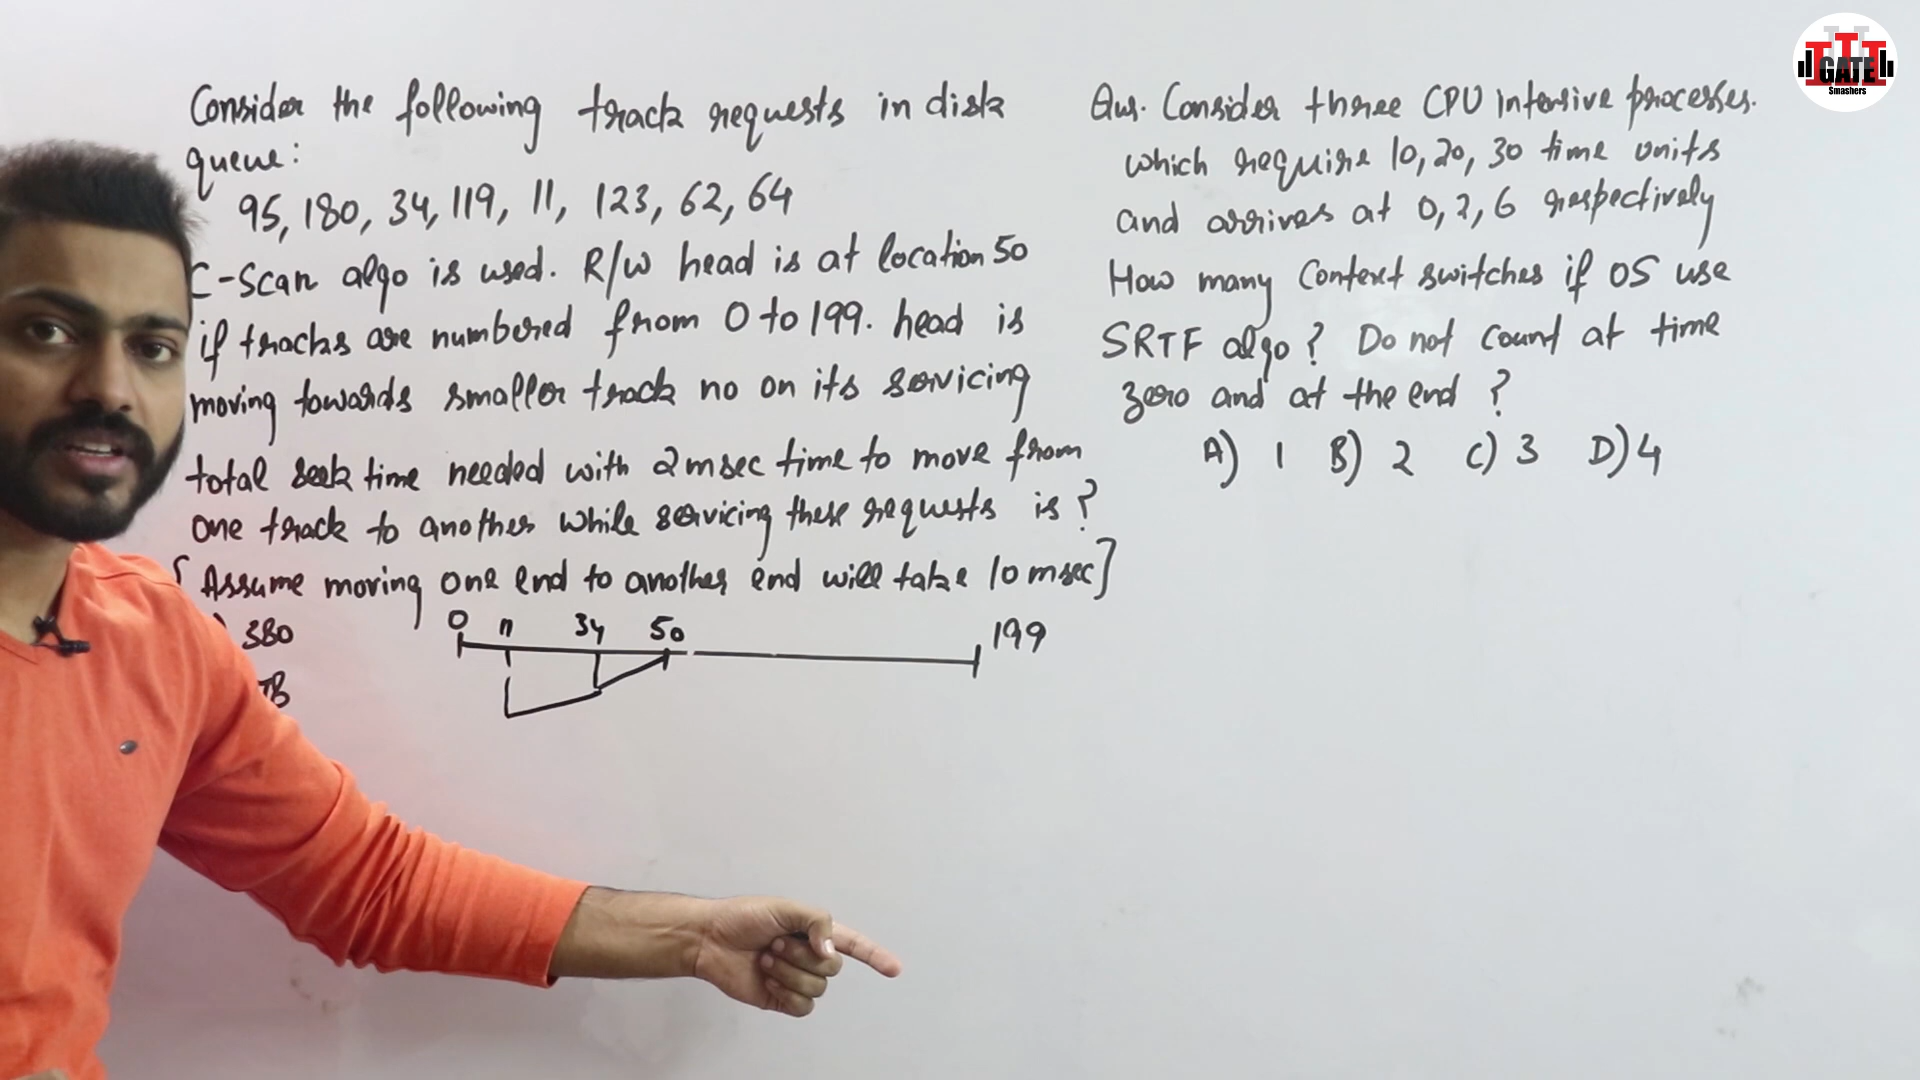 Consider the following track requests in disk
queue:
95, 180, 34, 119, 11, 123, 62, 64
C-Scan algo is used. R/W head is at location 50
if tracks are numbered from 0 to 199. head is
moving towards smaller track no on its servicing
total seek time needed with 2msec time to move from
one track to another while servicing these requests is?
[Assume moving one end to another end will take 10msec]
380
0 11 34 50 199
Qus. Consider three CPU intensive processes.
which require 10, 20, 30 time units
and arrives at 0, 2, 6 respectively
How many Context switches if OS use
SRTF algo? Do not count at time
zero and at the end?
A) 1 B) 2 C) 3 D) 4
GATE
Smashers